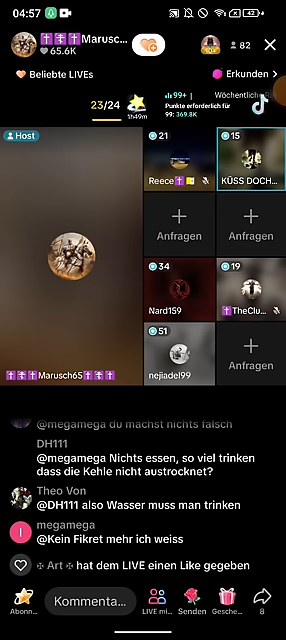 04:57
42
✝️☦️✝️Marusc...
65.6K
82
Beliebte LIVEs
Erkunden >
23/24
1h49m
99+ |
Punkte erforderlich für
99: 369.8K
Wöchentlich
Host
21
Reece✝️
15
KÜSS DOCH...
Anfragen
Anfragen
34
Nard159
19
✝️TheClu...
51
nejiadel99
Anfragen
✝️✝️✝️Marusch65✝️✝️✝️
@megamega du machst nichts falsch
DH111
@megamega Nichts essen, so viel trinken
dass die Kehle nicht austrocknet?
Theo Von
@DH111 also Wasser muss man trinken
megamega
@Kein Fikret mehr ich weiss
✠ Art ✠ hat dem LIVE einen Like gegeben
Abonn...
Kommenta...
LIVE mi...
Senden
Gesche...
8